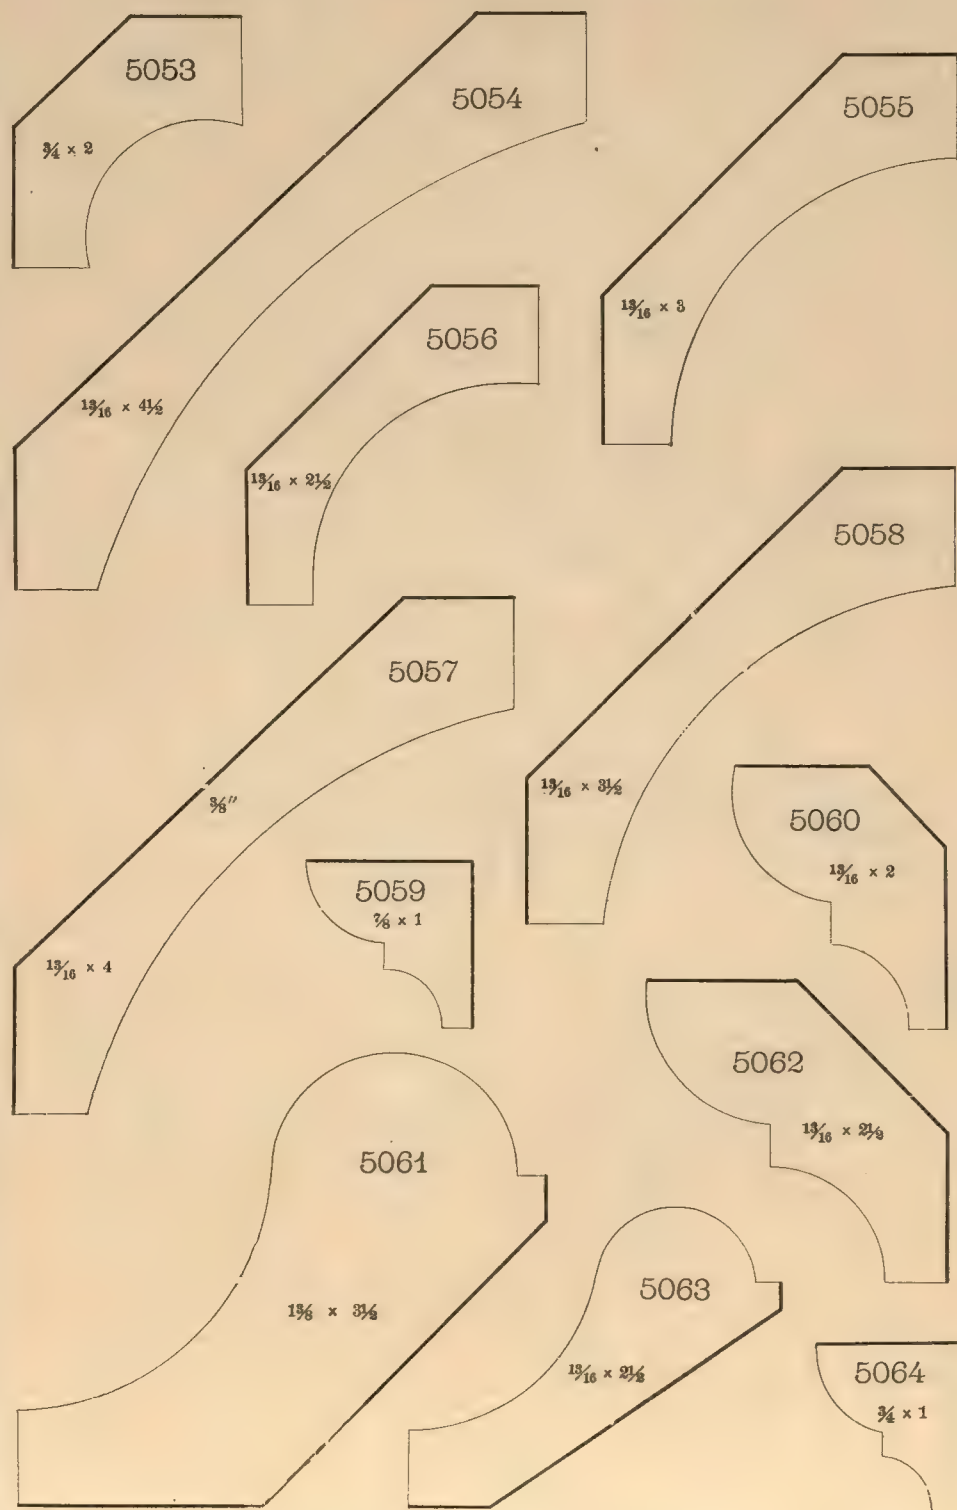 5053
¾ × 2
5054
13/16 × 4½
5055
13/16 × 3
5056
13/16 × 2½
5057
⅜″
13/16 × 4
5058
13/16 × 3½
5059
⅞ × 1
5060
13/16 × 2
5061
1⅜ × 3½
5062
13/16 × 2½
5063
13/16 × 2½
5064
¾ × 1